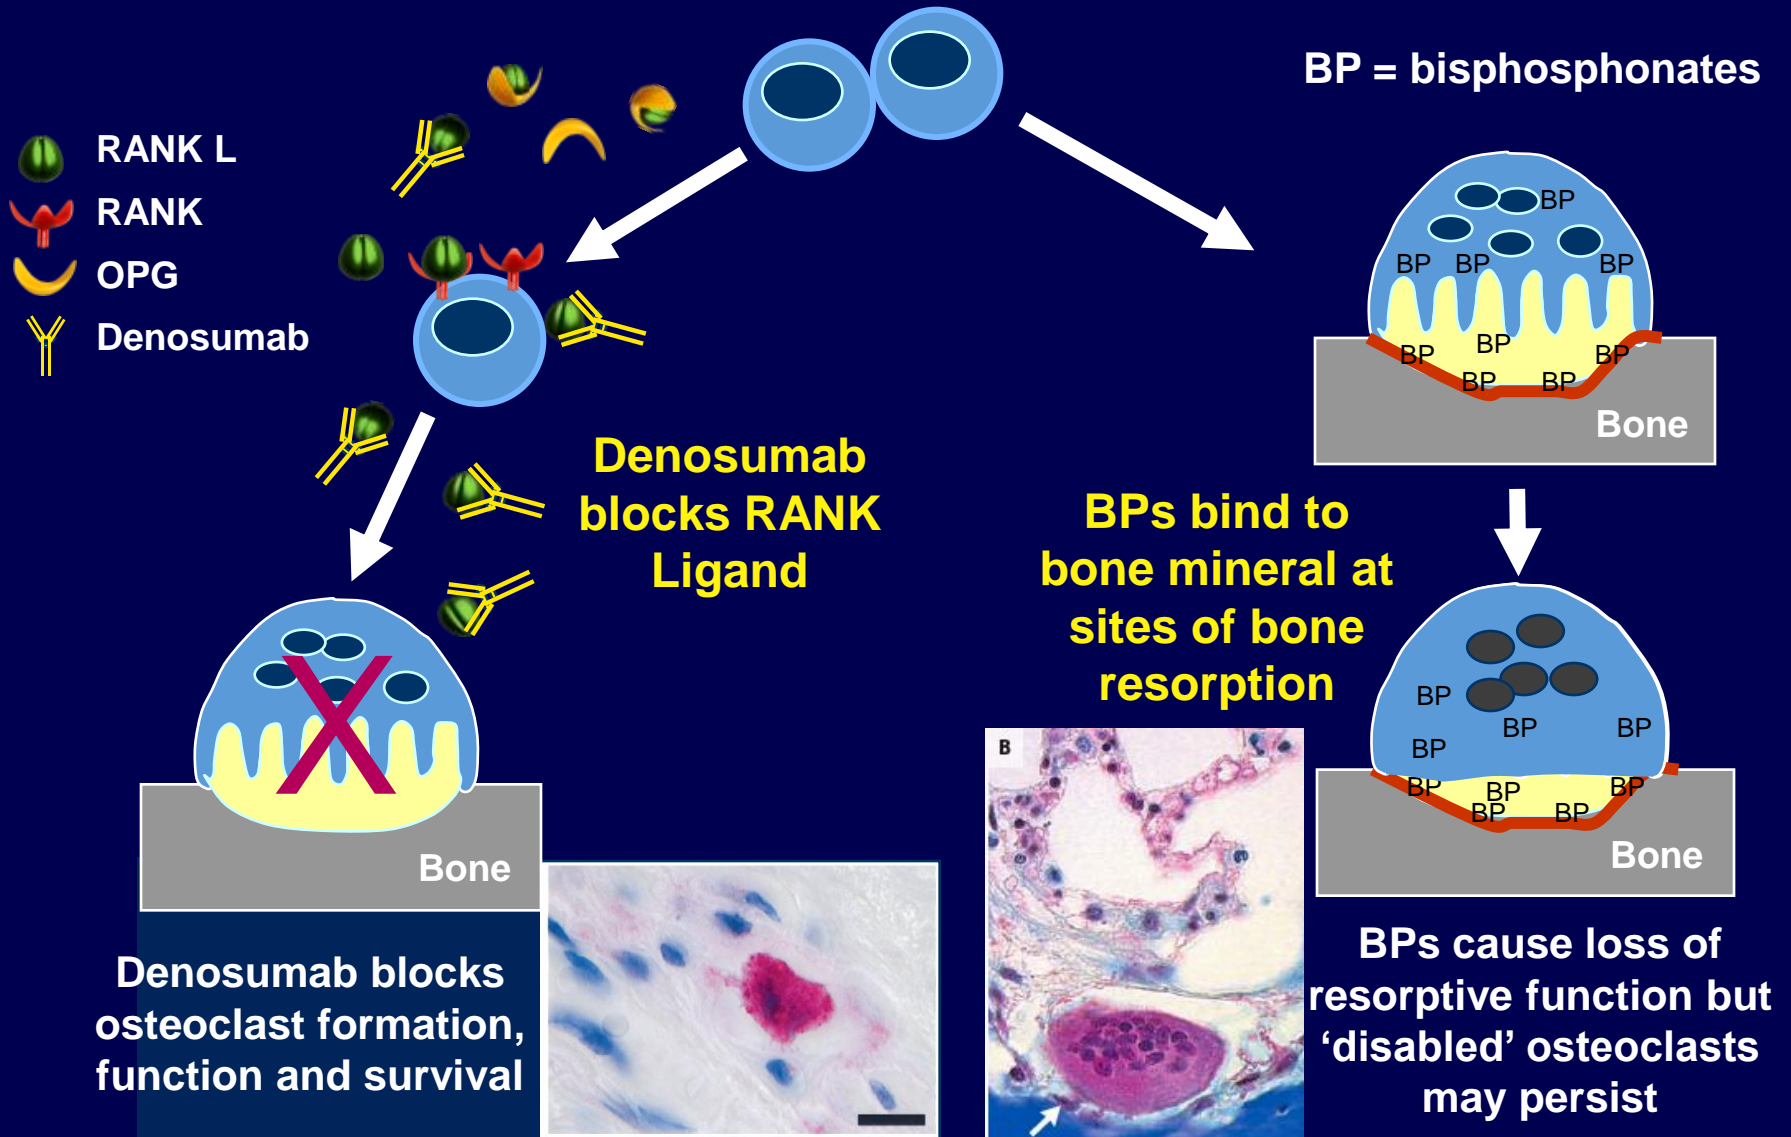 BP = bisphosphonates
RANK L
RANK
OPG
Denosumab
BP
BP
BP
BP
BP
BP
BP
BP
BP
Bone
Denosumab
blocks RANK
Ligand
BPs bind to
bone mineral at
sites of bone
resorption
BP
BP
BP
BP
BP
BP
BP
BP
BP
Bone
Bone
B
Denosumab blocks
osteoclast formation,
function and survival
BPs cause loss of
resorptive function but
‘disabled’ osteoclasts
may persist